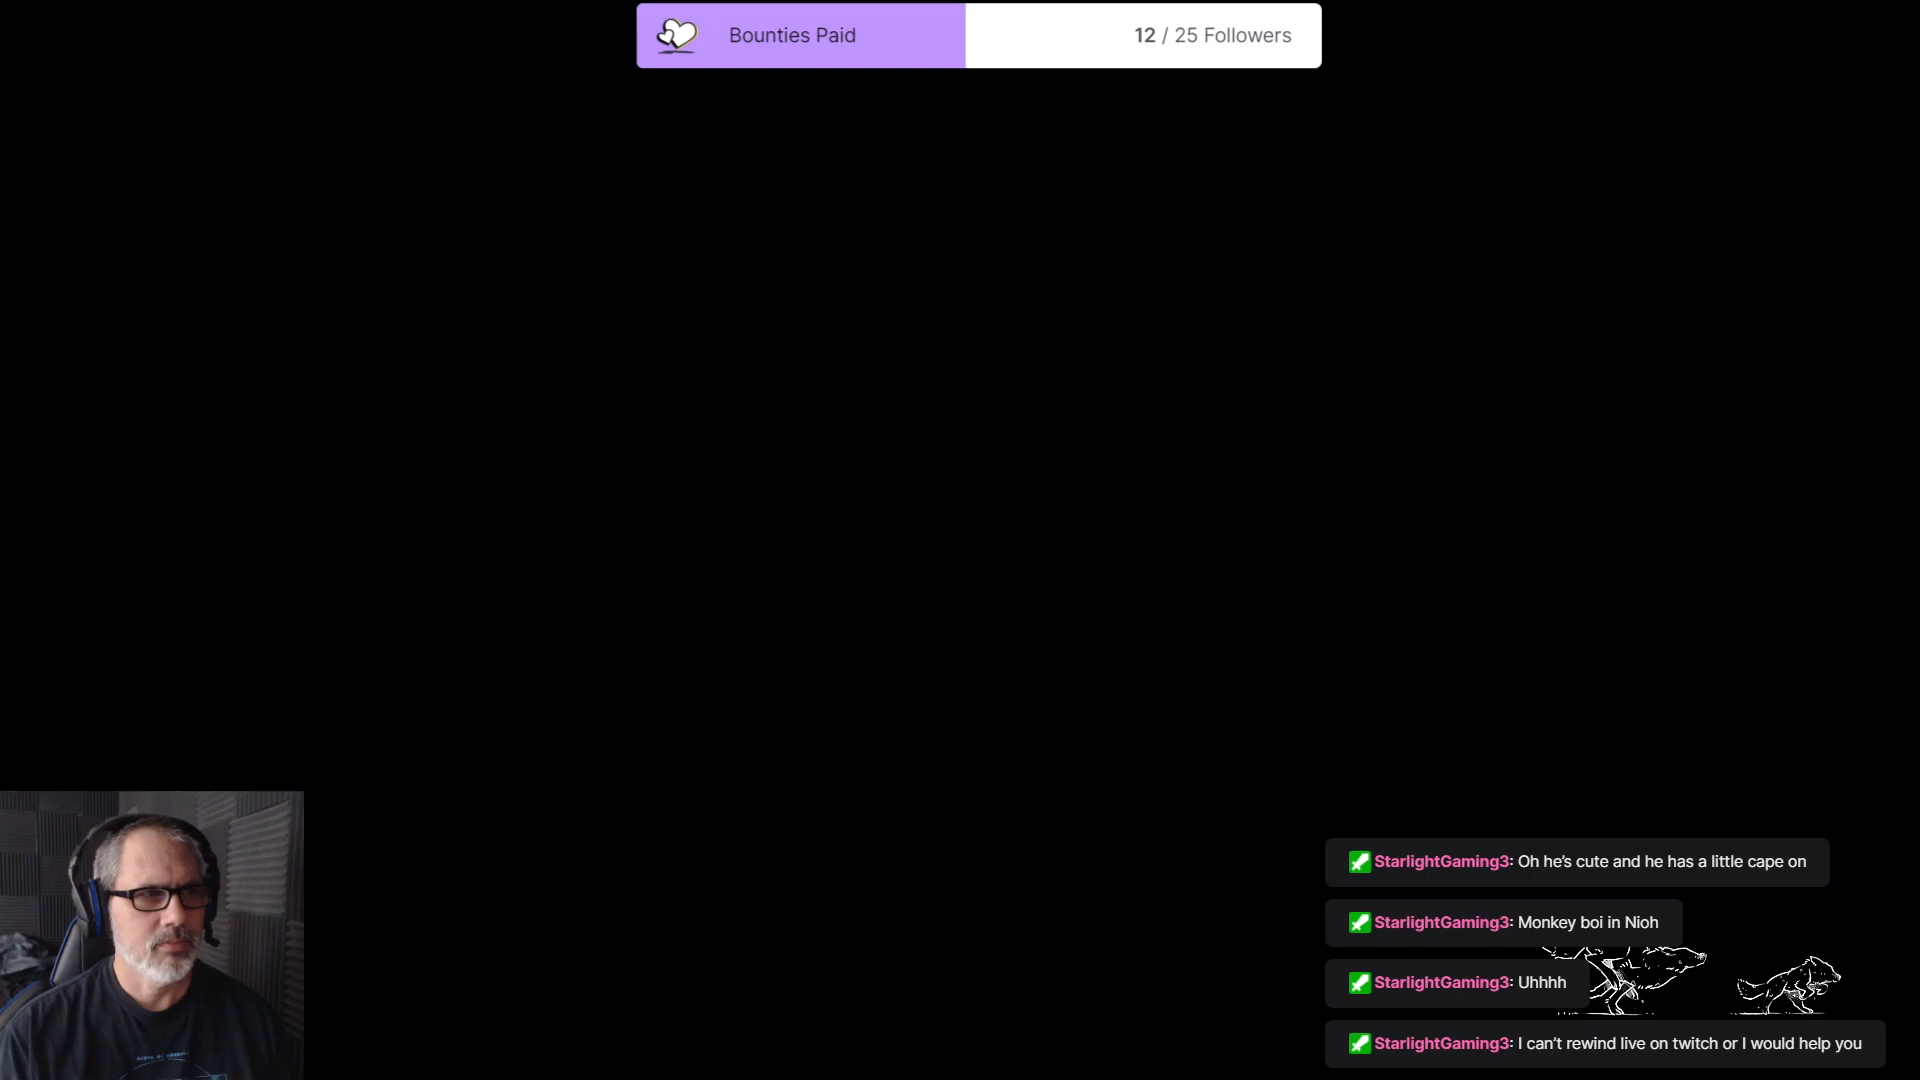 Bounties Paid
12 / 25 Followers
StarlightGaming3: Oh he's cute and he has a little cape on
StarlightGaming3: Monkey boi in Nioh
StarlightGaming3: Uhhhh
StarlightGaming3: I can't rewind live on twitch or I would help you